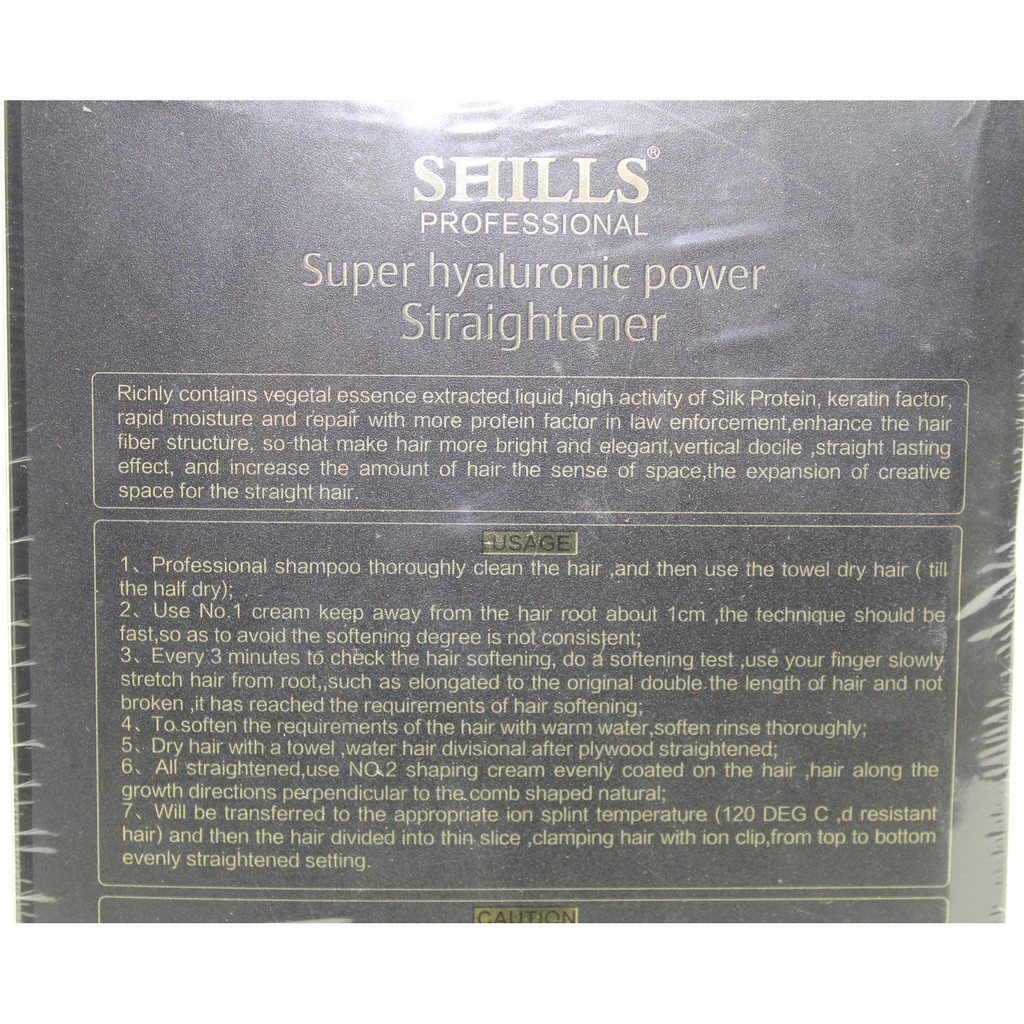 SHILLS®
PROFESSIONAL
Super hyaluronic power
Straightener
Richly contains vegetal essence extracted liquid ,high activity of Silk Protein, keratin factor,
rapid moisture and repair with more protein factor in law enforcement,enhance the hair
fiber structure, so that make hair more bright and elegant,vertical docile ,straight lasting
effect, and increase the amount of hair the sense of space,the expansion of creative
space for the straight hair.
USAGE
1、Professional shampoo thoroughly clean the hair ,and then use the towel dry hair ( till
the half dry);
2、Use No.1 cream keep away from the hair root about 1cm ,the technique should be
fast,so as to avoid the softening degree is not consistent;
3、Every 3 minutes to check the hair softening, do a softening test ,use your finger slowly
stretch hair from root,,such as elongated to the original double the length of hair and not
broken ,it has reached the requirements of hair softening;
4、To soften the requirements of the hair with warm water,soften rinse thoroughly;
5、Dry hair with a towel ,water hair divisional after plywood straightened;
6、All straightened,use NO.2 shaping cream evenly coated on the hair ,hair along the
growth directions perpendicular to the comb shaped natural;
7、Will be transferred to the appropriate ion splint temperature (120 DEG C ,d resistant
hair) and then the hair divided into thin slice ,clamping hair with ion clip,from top to bottom
evenly straightened setting.
CAUTION